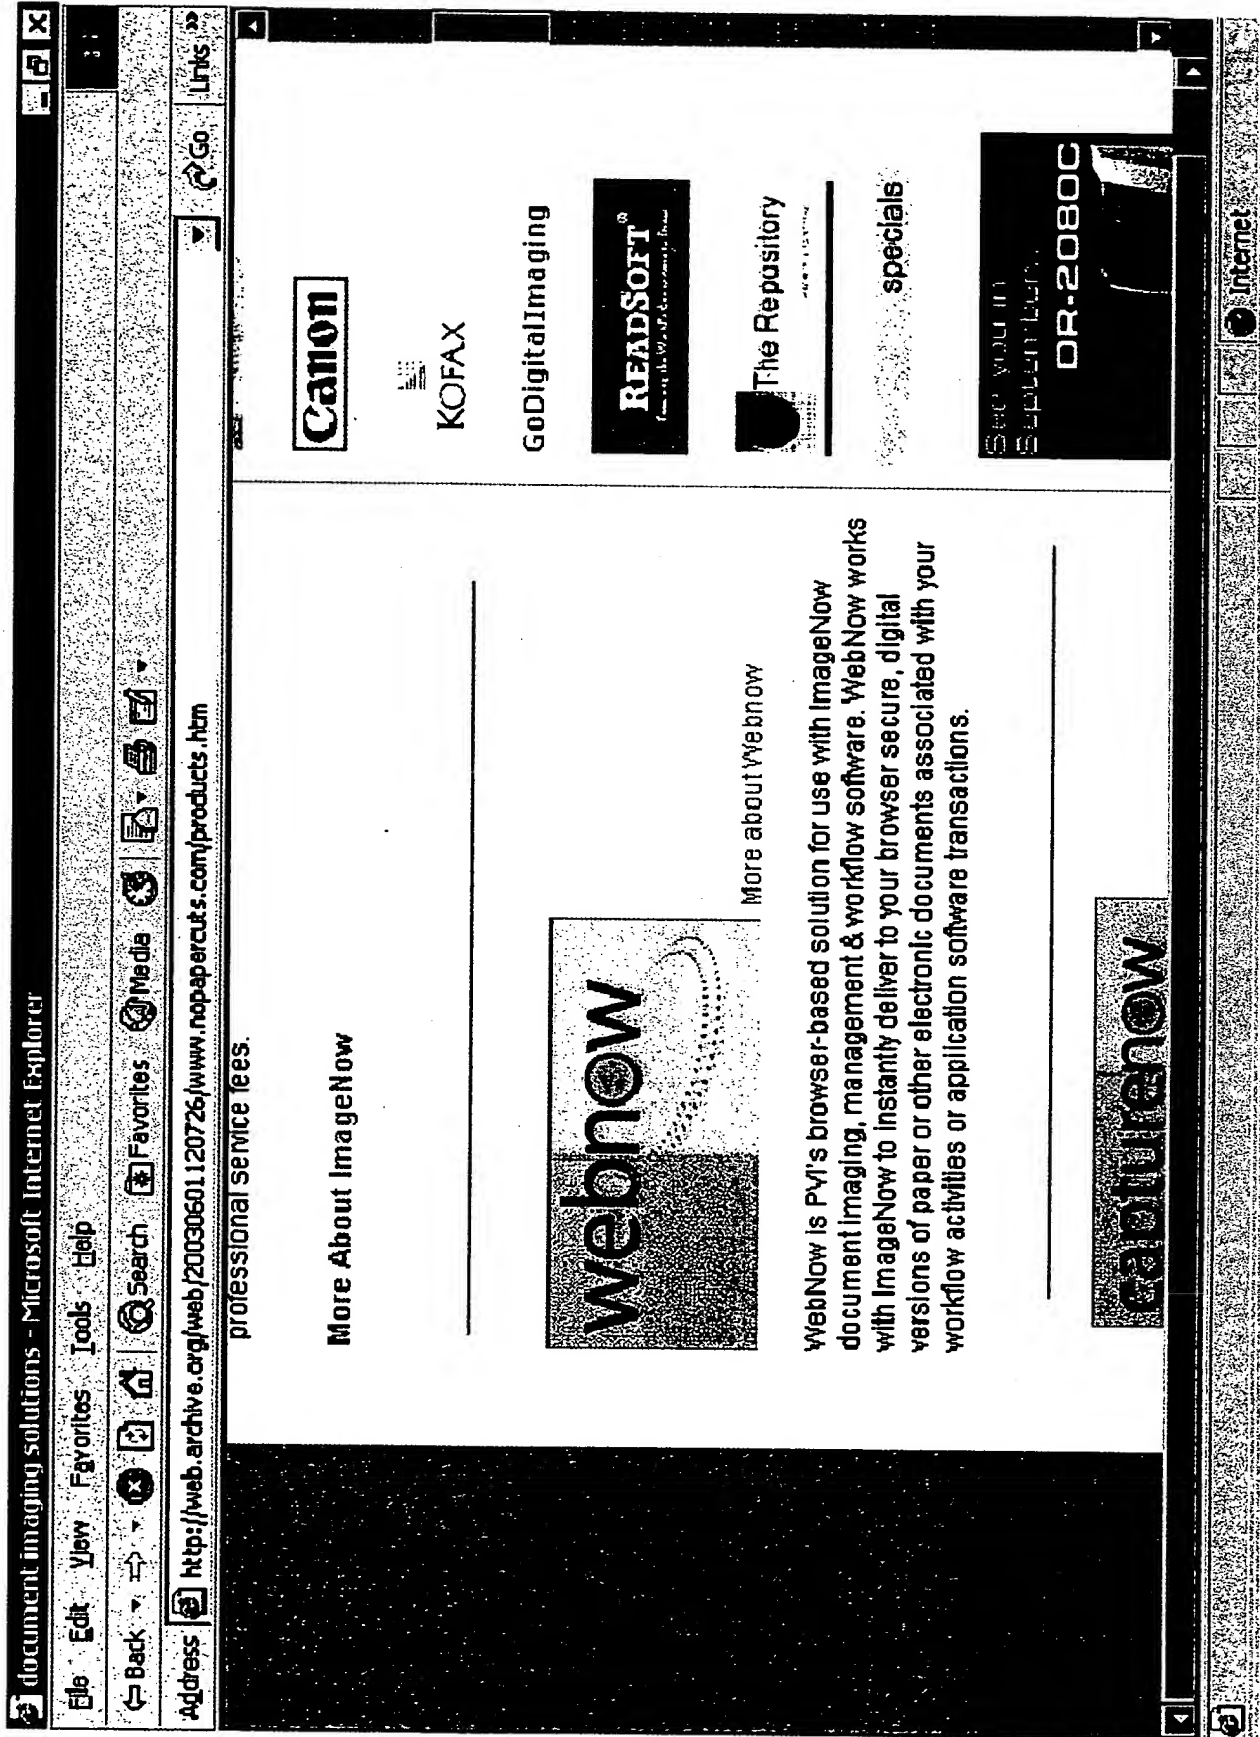 document imaging solutions - Microsoft Internet Explorer
File Edit View Favorites Tools Help
Back Search Favorites Media
Address http://web.archive.org/web/20030601120726/www.nopapercuts.com/products.htm Go Links »
professional service fees.
More About ImageNow
webnow
More about Webnow
WebNow is PVI's browser-based solution for use with ImageNow
document imaging, management & workflow software. WebNow works
with ImageNow to instantly deliver to your browser secure, digital
versions of paper or other electronic documents associated with your
workflow activities or application software transactions.
capturenow
Canon
KOFAX
GoDigitalImaging
READSOFT®
The Repository
specials
See you in
September.
DR-2080C
Internet